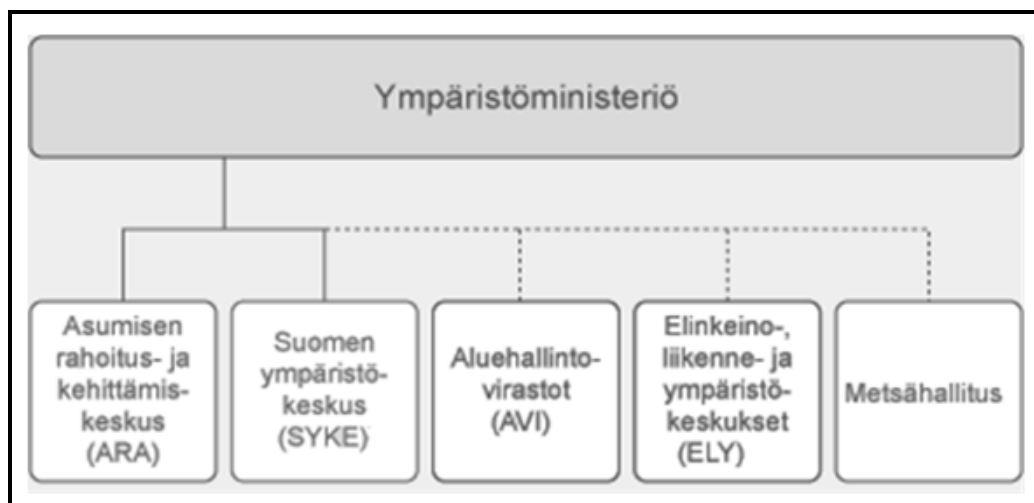 Ympäristöministeriö
Asumisen
rahoitus- ja
kehittämis-
keskus
(ARA)
Suomen
ympäristö-
keskus
(SYKE)
Aluehallinto-
virastot
(AVI)
Elinkeino-,
liikenne- ja
ympäristö-
keskukset
(ELY)
Metsähallitus